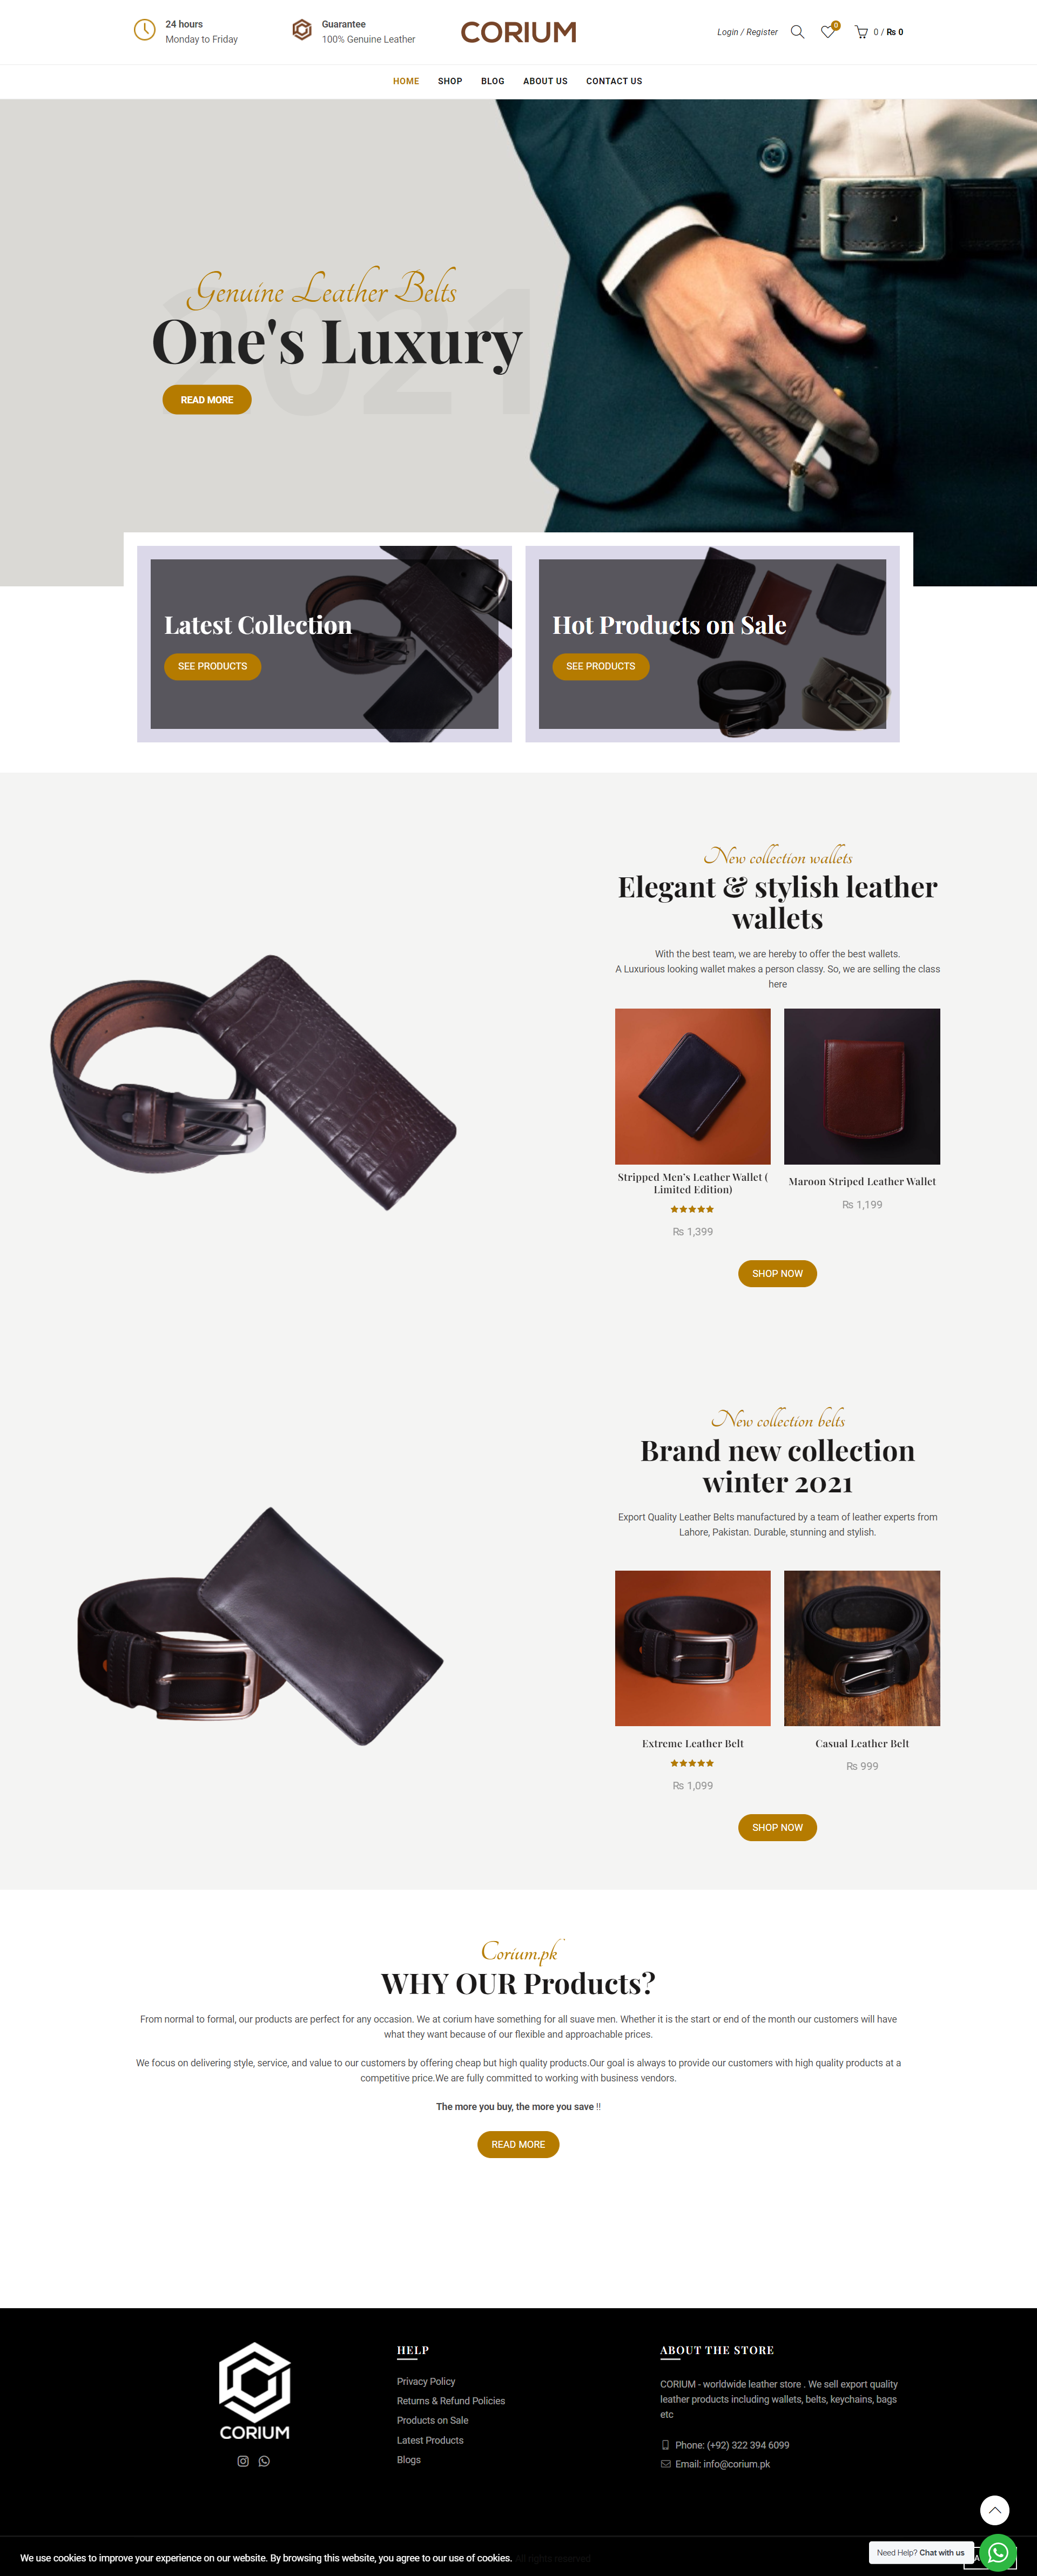 24 hours
Monday to Friday
Guarantee
100% Genuine Leather
CORIUM
Login / Register
0
0 / ₨ 0
HOME
SHOP
BLOG
ABOUT US
CONTACT US
2021
Genuine Leather Belts
One's Luxury
READ MORE
Latest Collection
SEE PRODUCTS
Hot Products on Sale
SEE PRODUCTS
New collection wallets
Elegant & stylish leather
wallets
With the best team, we are hereby to offer the best wallets.
A Luxurious looking wallet makes a person classy. So, we are selling the class
here
Stripped Men's Leather Wallet (
Limited Edition)
₨ 1,399
Maroon Striped Leather Wallet
₨ 1,199
SHOP NOW
New collection belts
Brand new collection
winter 2021
Export Quality Leather Belts manufactured by a team of leather experts from
Lahore, Pakistan. Durable, stunning and stylish.
Extreme Leather Belt
₨ 1,099
Casual Leather Belt
₨ 999
SHOP NOW
Corium.pk
WHY OUR Products?
From normal to formal, our products are perfect for any occasion. We at corium have something for all suave men. Whether it is the start or end of the month our customers will have
what they want because of our flexible and approachable prices.
We focus on delivering style, service, and value to our customers by offering cheap but high quality products.Our goal is always to provide our customers with high quality products at a
competitive price.We are fully committed to working with business vendors.
The more you buy, the more you save !!
READ MORE
CORIUM
HELP
Privacy Policy
Returns & Refund Policies
Products on Sale
Latest Products
Blogs
ABOUT THE STORE
CORIUM - worldwide leather store . We sell export quality
leather products including wallets, belts, keychains, bags
etc
Phone: (+92) 322 394 6099
Email: info@corium.pk
We use cookies to improve your experience on our website. By browsing this website, you agree to our use of cookies.
All rights reserved
Need Help? Chat with us